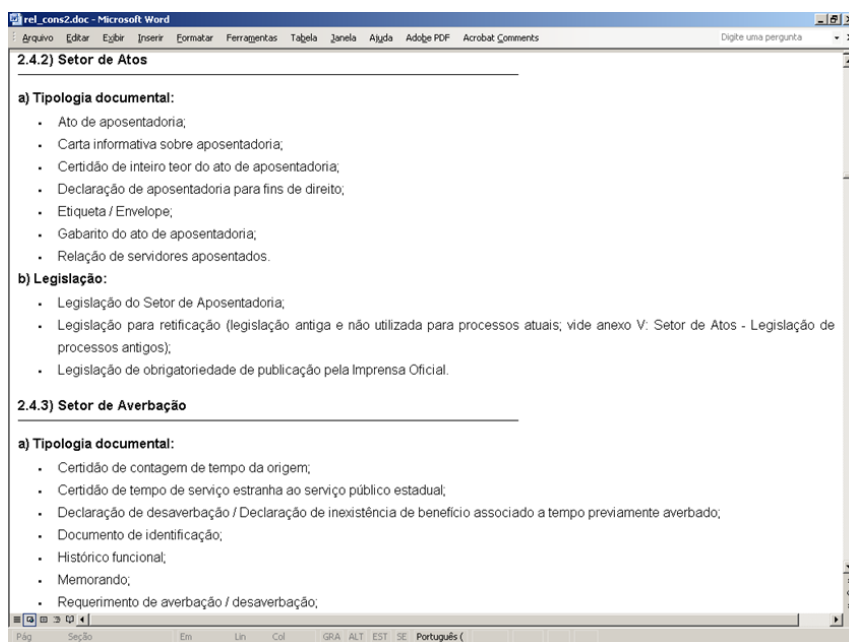 rel_cons2.doc - Microsoft Word
Arquivo Editar Exibir Inserir Formatar Ferramentas Tabela Janela Ajuda Adobe PDF Acrobat Comments Digite uma pergunta
2.4.2) Setor de Atos
a) Tipologia documental:
• Ato de aposentadoria;
• Carta informativa sobre aposentadoria;
• Certidão de inteiro teor do ato de aposentadoria;
• Declaração de aposentadoria para fins de direito;
• Etiqueta / Envelope;
• Gabarito do ato de aposentadoria;
• Relação de servidores aposentados.
b) Legislação:
• Legislação do Setor de Aposentadoria;
• Legislação para retificação (legislação antiga e não utilizada para processos atuais; vide anexo V: Setor de Atos - Legislação de
processos antigos);
• Legislação de obrigatoriedade de publicação pela Imprensa Oficial.
2.4.3) Setor de Averbação
a) Tipologia documental:
• Certidão de contagem de tempo da origem;
• Certidão de tempo de serviço estranha ao serviço público estadual;
• Declaração de desaverbação / Declaração de inexistência de benefício associado a tempo previamente averbado;
• Documento de identificação;
• Histórico funcional;
• Memorando;
• Requerimento de averbação / desaverbação;
Pág Seção Em Lin Col GRA ALT EST SE Português (